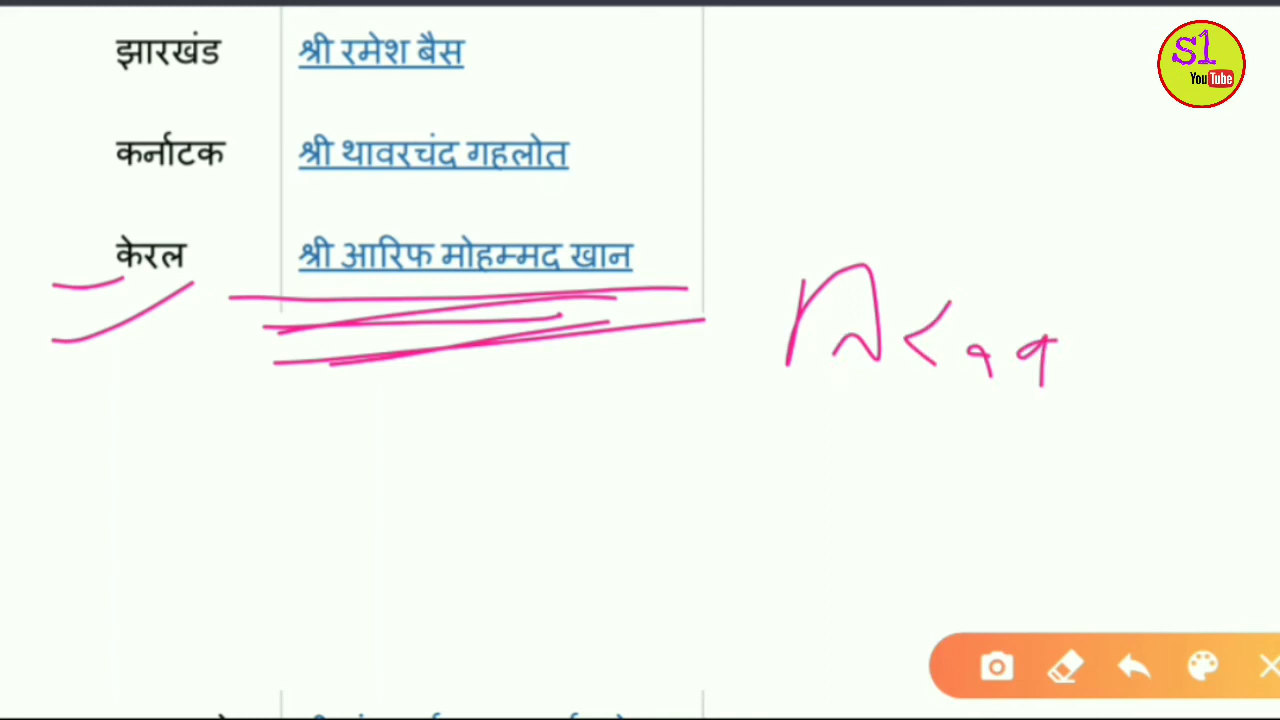 झारखंड श्री रमेश बैस
कर्नाटक श्री थावरचंद गहलोत
केरल श्री आरिफ मोहम्मद खान
S1
YouTube